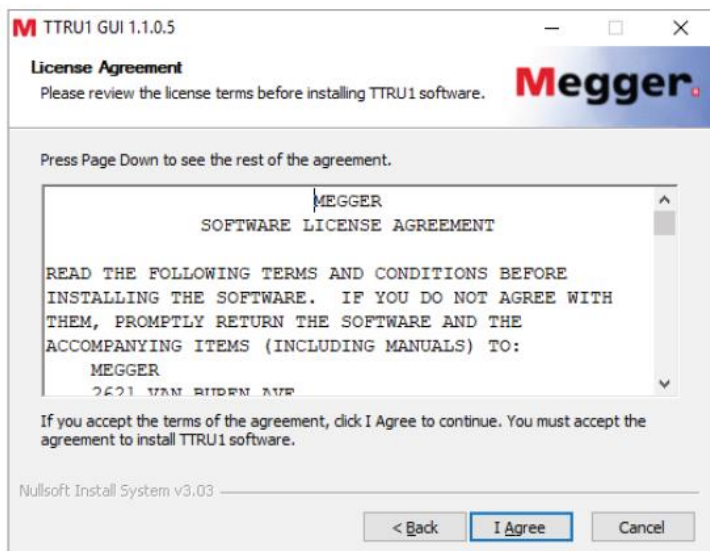 TTRU1 GUI 1.1.0.5
License Agreement
Please review the license terms before installing TTRU1 software.
Megger
Press Page Down to see the rest of the agreement.
MEGGER
SOFTWARE LICENSE AGREEMENT
READ THE FOLLOWING TERMS AND CONDITIONS BEFORE
INSTALLING THE SOFTWARE. IF YOU DO NOT AGREE WITH
THEM, PROMPTLY RETURN THE SOFTWARE AND THE
ACCOMPANYING ITEMS (INCLUDING MANUALS) TO:
MEGGER
2621 VAN BUREN AVE
If you accept the terms of the agreement, click I Agree to continue. You must accept the
agreement to install TTRU1 software.
Nullsoft Install System v3.03
< Back I Agree Cancel